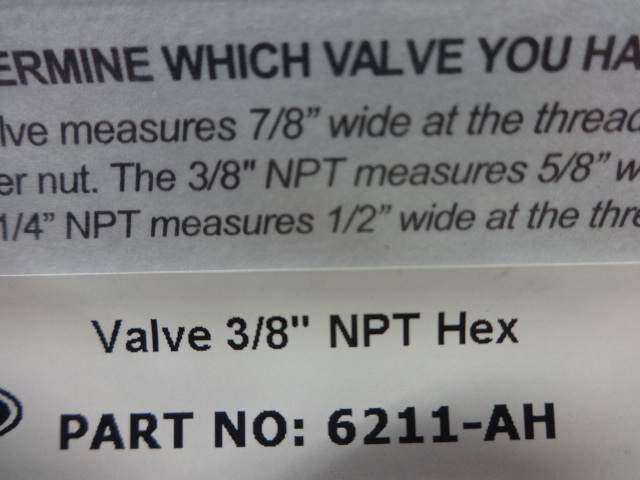 ERMINE WHICH VALVE YOU HA
lve measures 7/8” wide at the thread
er nut. The 3/8" NPT measures 5/8” w
1/4” NPT measures 1/2” wide at the thre
Valve 3/8" NPT Hex
PART NO: 6211-AH